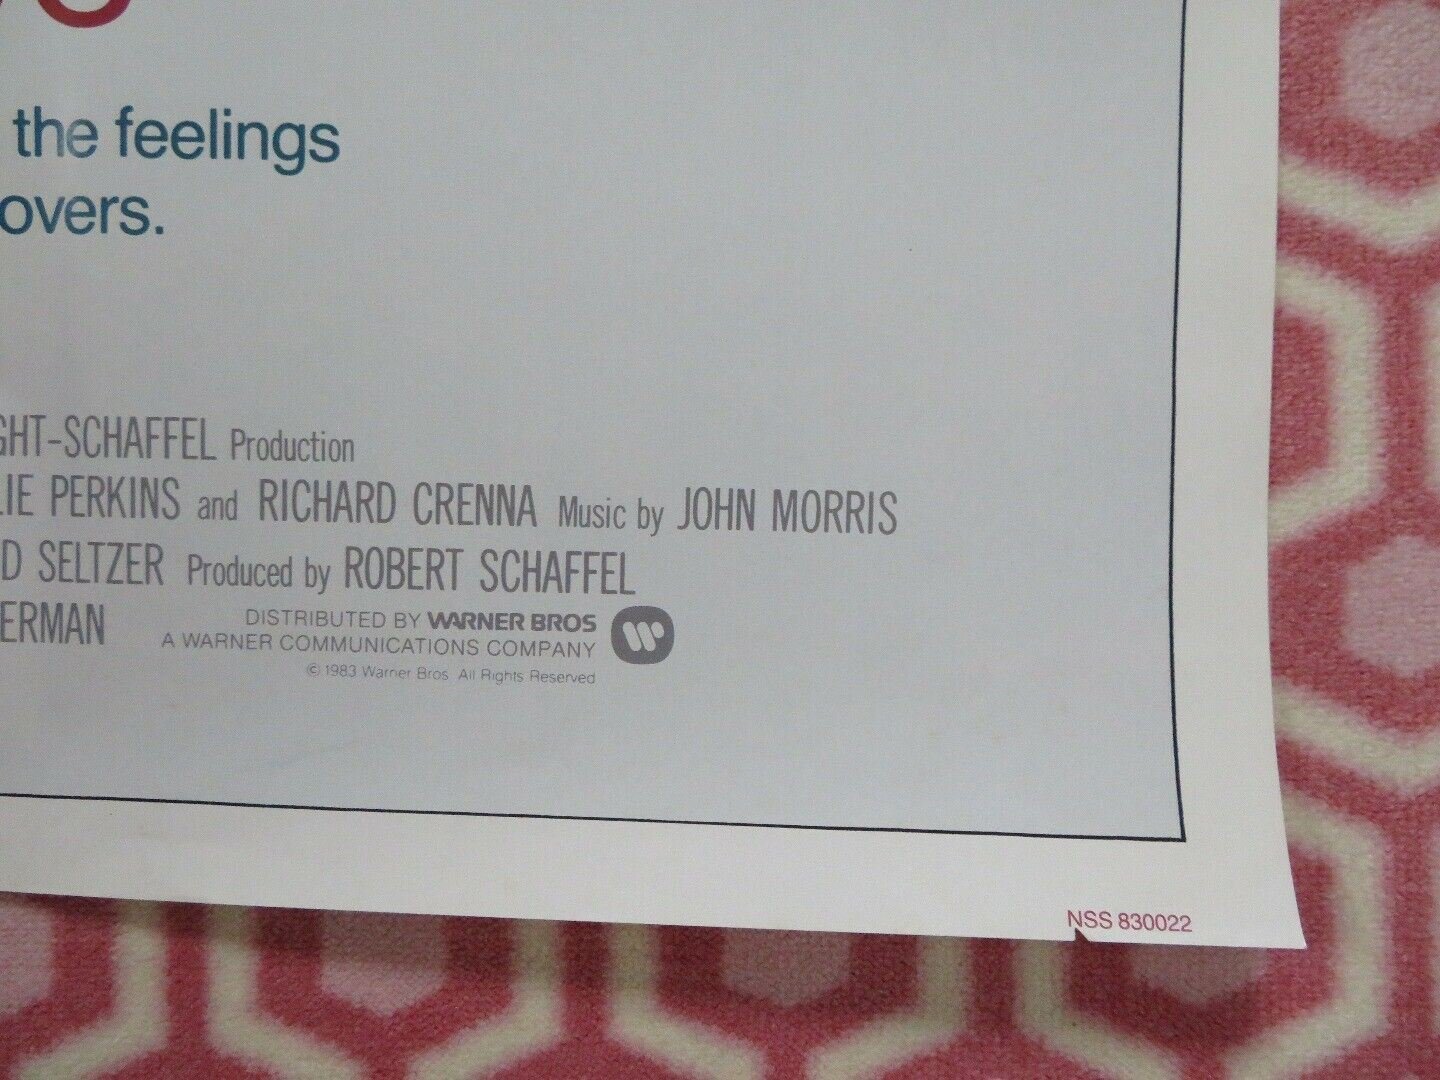 the feelings
overs.
GHT-SCHAFFEL Production
LIE PERKINS and RICHARD CRENNA Music by JOHN MORRIS
D SELTZER Produced by ROBERT SCHAFFEL
ERMAN
DISTRIBUTED BY WARNER BROS
A WARNER COMMUNICATIONS COMPANY
© 1983 Warner Bros. All Rights Reserved
NSS 830022